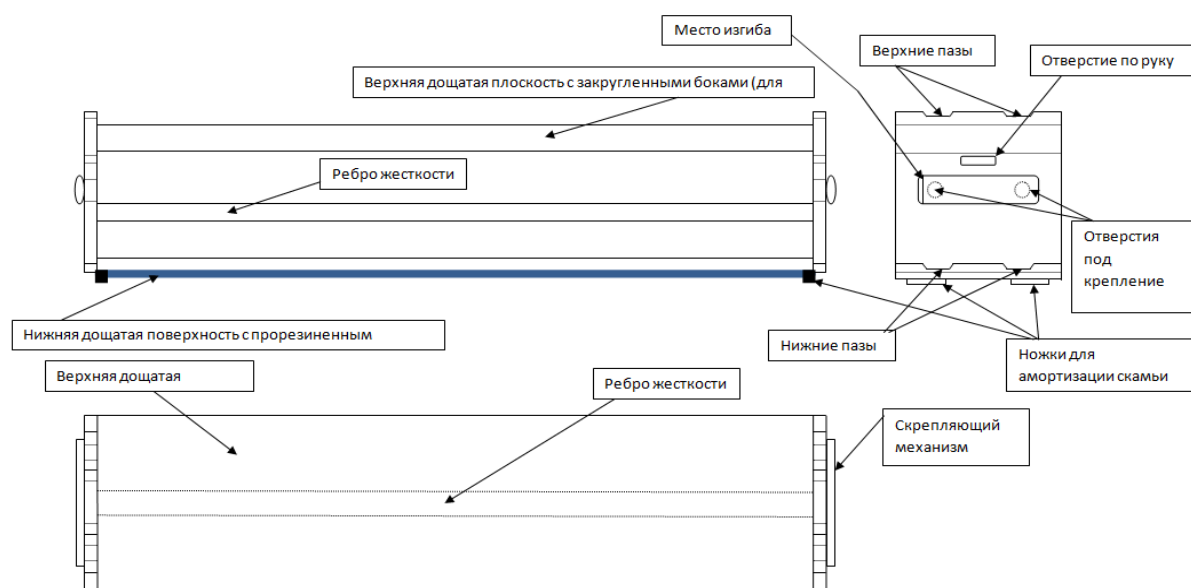 Место изгиба
Верхние пазы
Отверстие по руку
Верхняя дощатая плоскость с закругленными боками (для
Ребро жесткости
Отверстия
под
крепление
Нижняя дощатая поверхность с прорезиненным
Нижние пазы
Ножки для
амортизации скамьи
Верхняя дощатая
Ребро жесткости
Скрепляющий
механизм